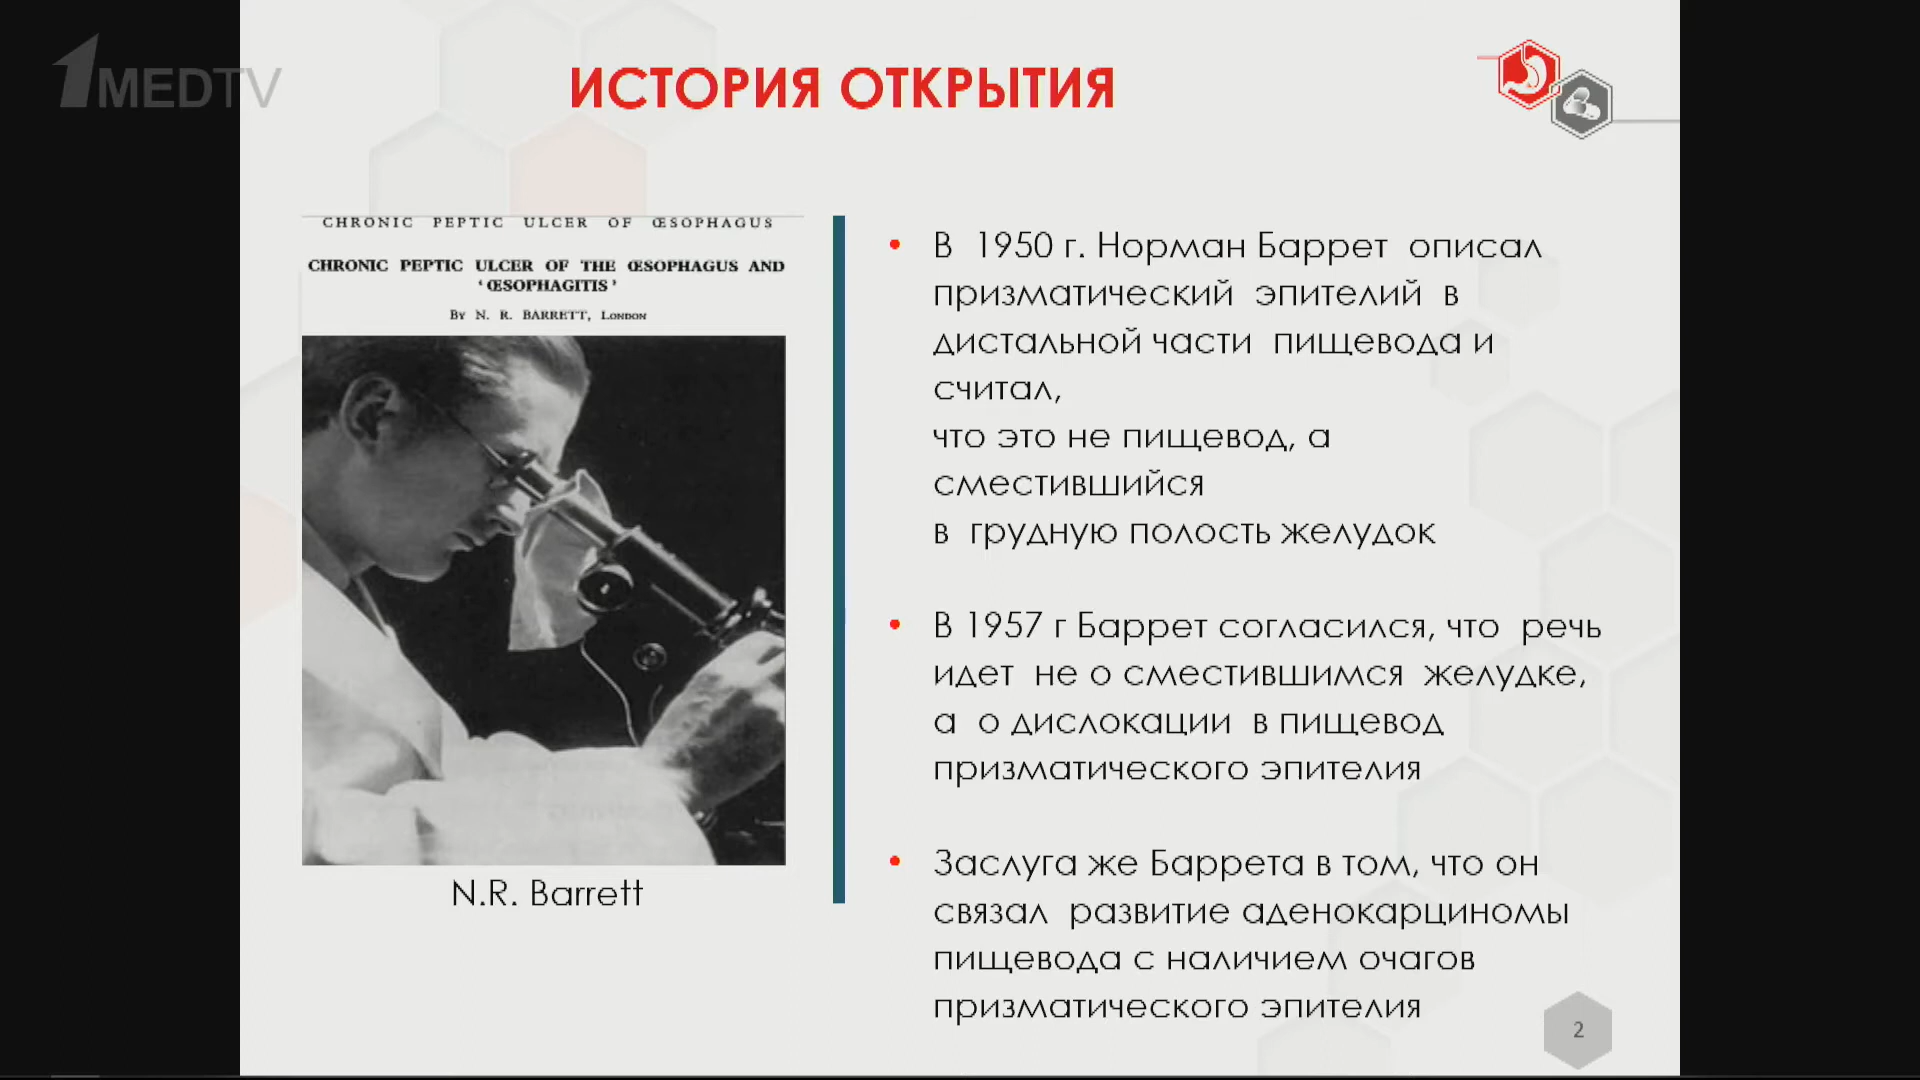 1MEDTV
ИСТОРИЯ ОТКРЫТИЯ
CHRONIC PEPTIC ULCER OF ŒSOPHAGUS
CHRONIC PEPTIC ULCER OF THE ŒSOPHAGUS AND
‘ŒSOPHAGITIS’
By N. R. BARRETT, London
N.R. Barrett
• В 1950 г. Норман Баррет описал
призматический эпителий в
дистальной части пищевода и
считал,
что это не пищевод, а
сместившийся
в грудную полость желудок
• В 1957 г Баррет согласился, что речь
идет не о сместившимся желудке,
а о дислокации в пищевод
призматического эпителия
• Заслуга же Баррета в том, что он
связал развитие аденокарциномы
пищевода с наличием очагов
призматического эпителия
2